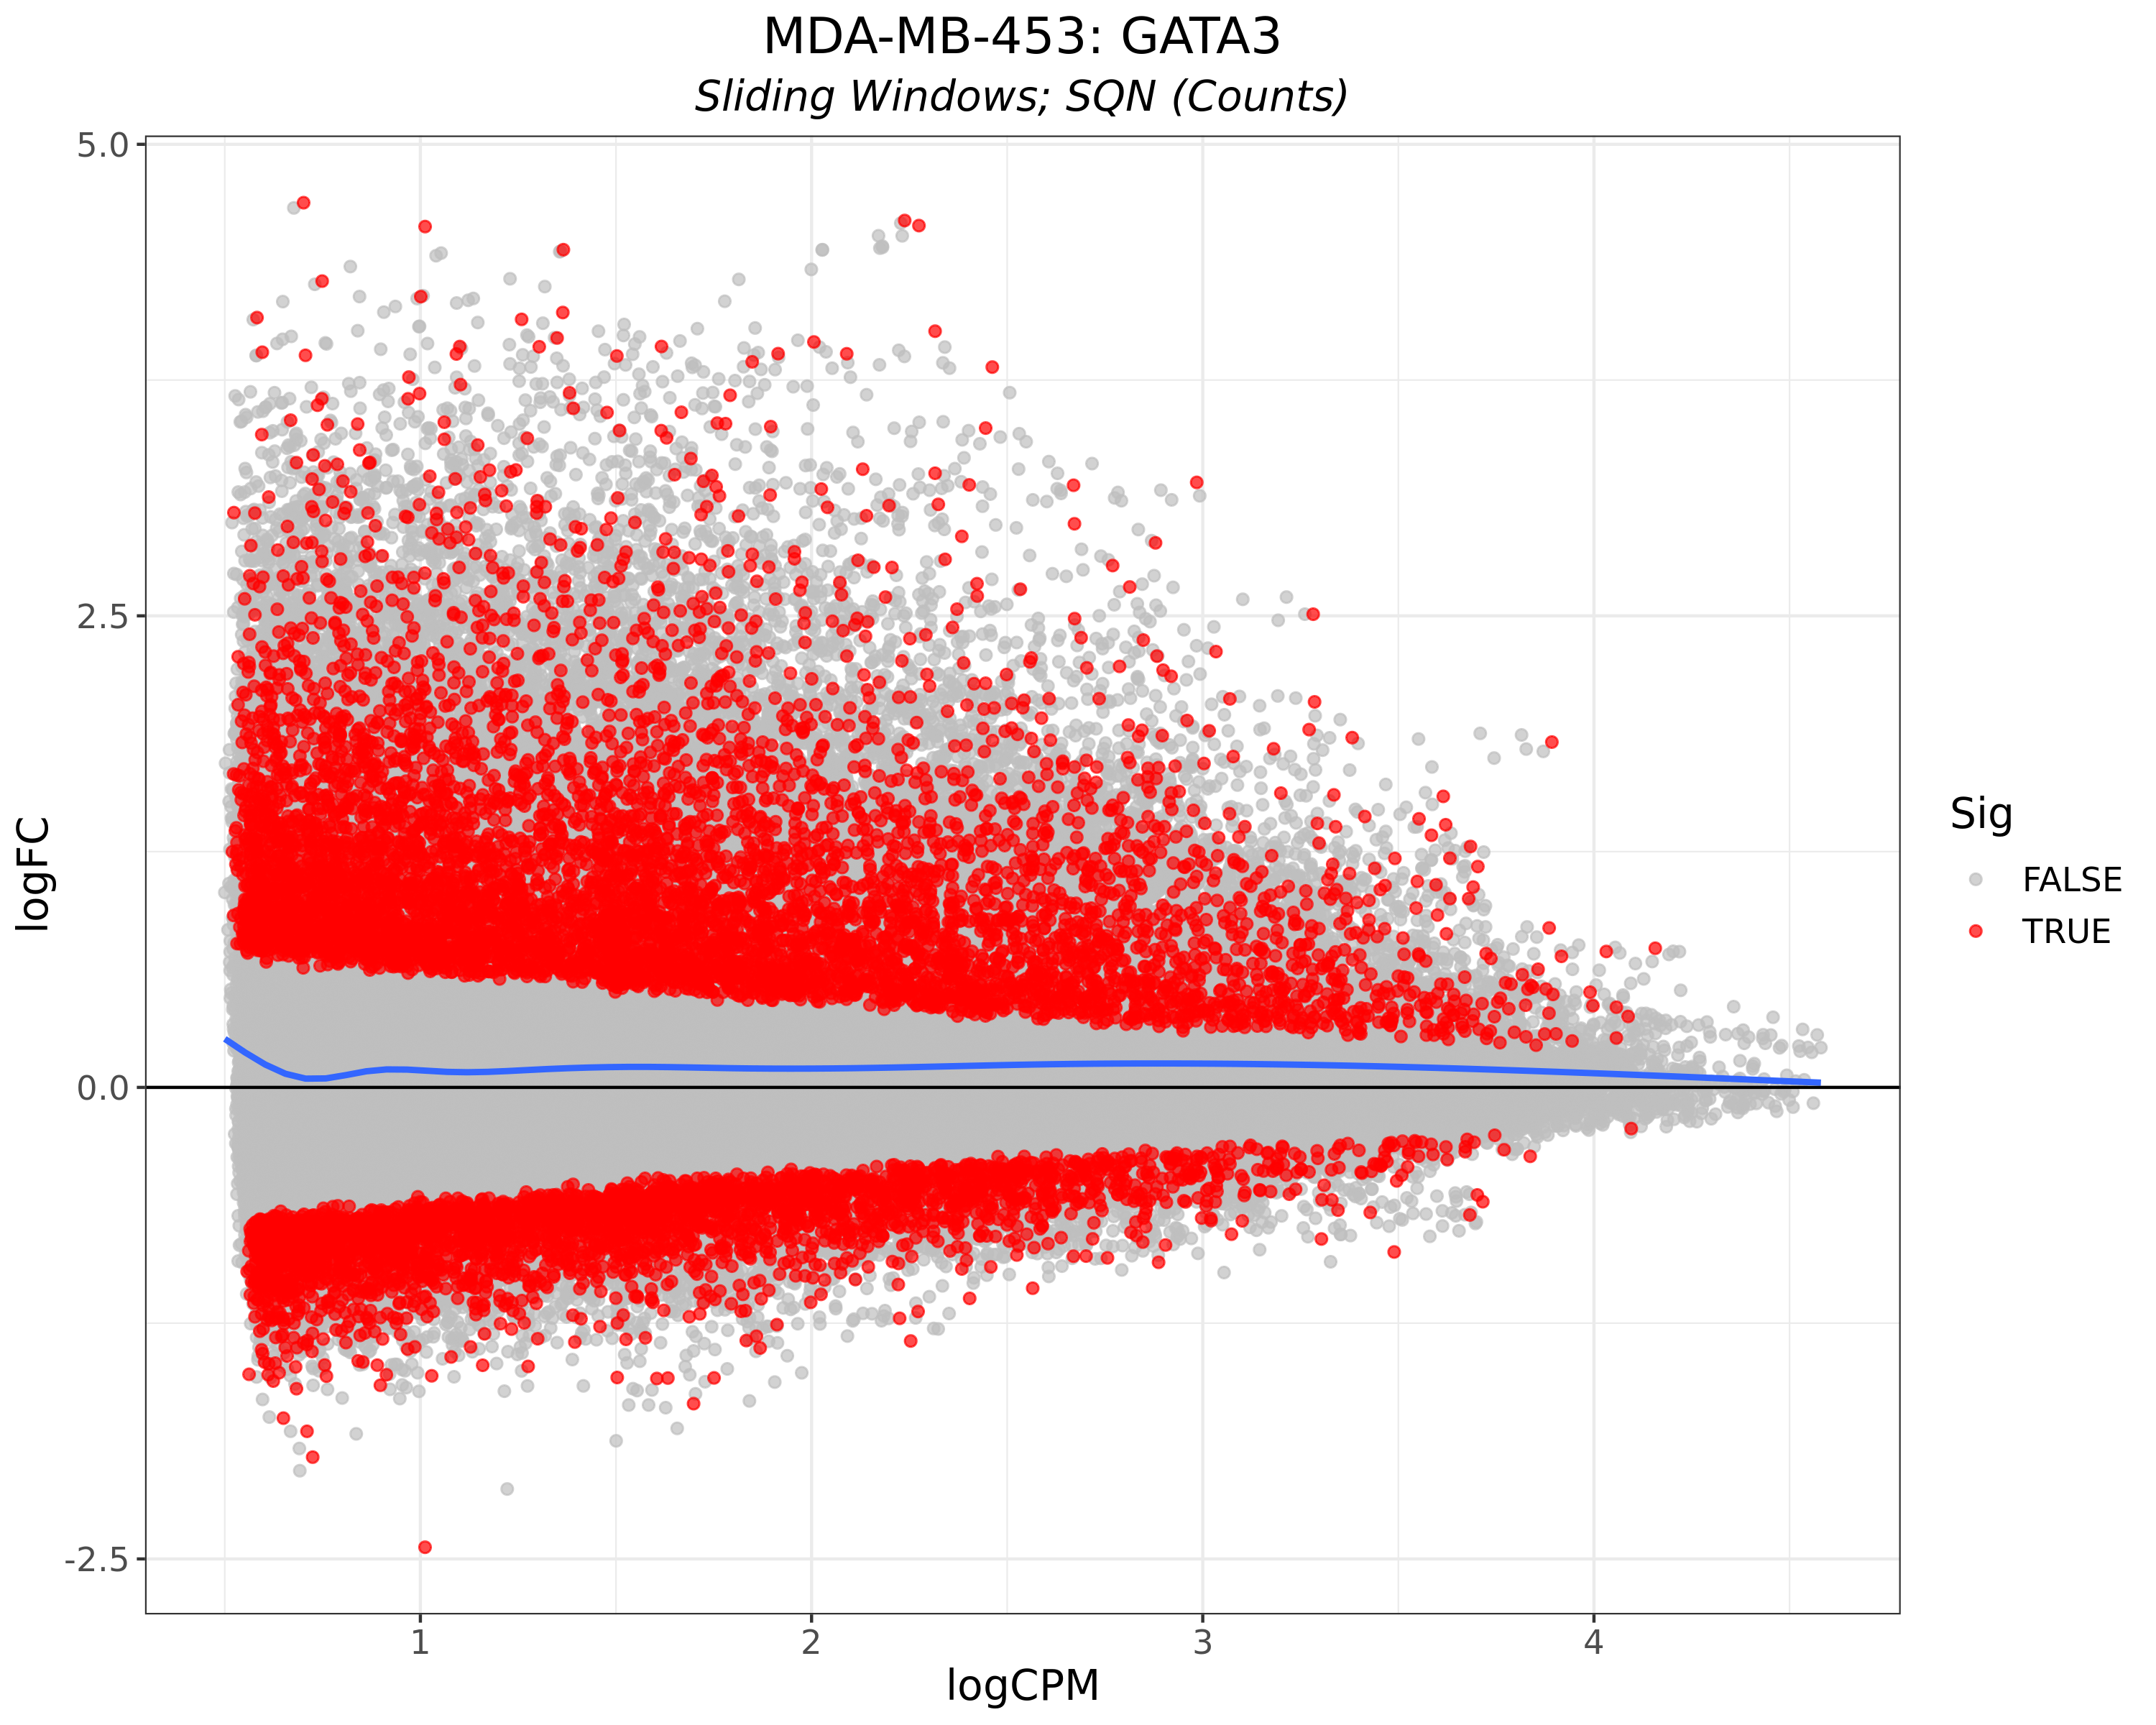 MDA-MB-453: GATA3
Sliding Windows; SQN (Counts)
5.0
2.5
0.0
-2.5
logFC
1
2
3
4
logCPM
Sig
FALSE
TRUE